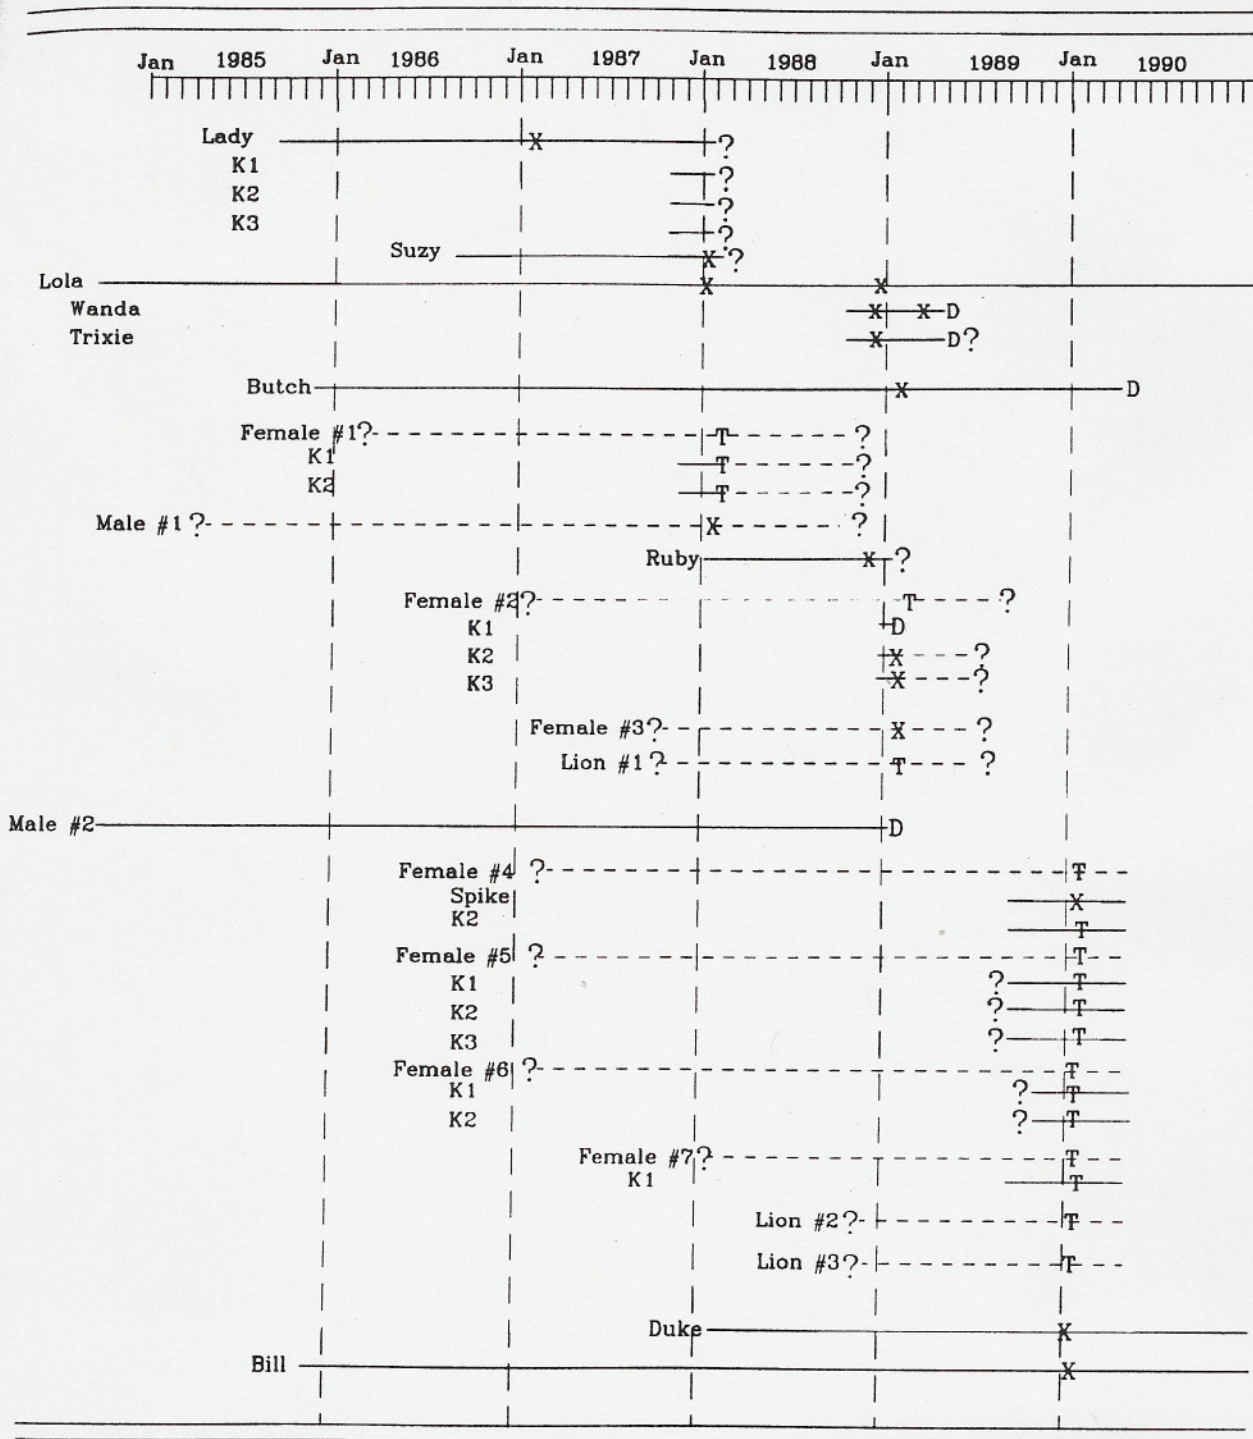 Jan 1985 Jan 1986 Jan 1987 Jan 1988 Jan 1989 Jan 1990
Lady X ?
K1 ?
K2 ?
K3 ?
Suzy X ?
Lola X X
Wanda X X D
Trixie X D?
Butch X D
Female #1? T ?
K1 T ?
K2 T ?
Male #1? X ?
Ruby X ?
Female #2? T ?
K1 D
K2 X ?
K3 X ?
Female #3? X ?
Lion #1? T ?
Male #2 D
Female #4 ? T
Spike X
K2 T
Female #5 ? T
K1 ? T
K2 ? T
K3 ? T
Female #6 ? T
K1 ? T
K2 ? T
Female #7? T
K1 T
Lion #2? T
Lion #3? T
Duke X
Bill X